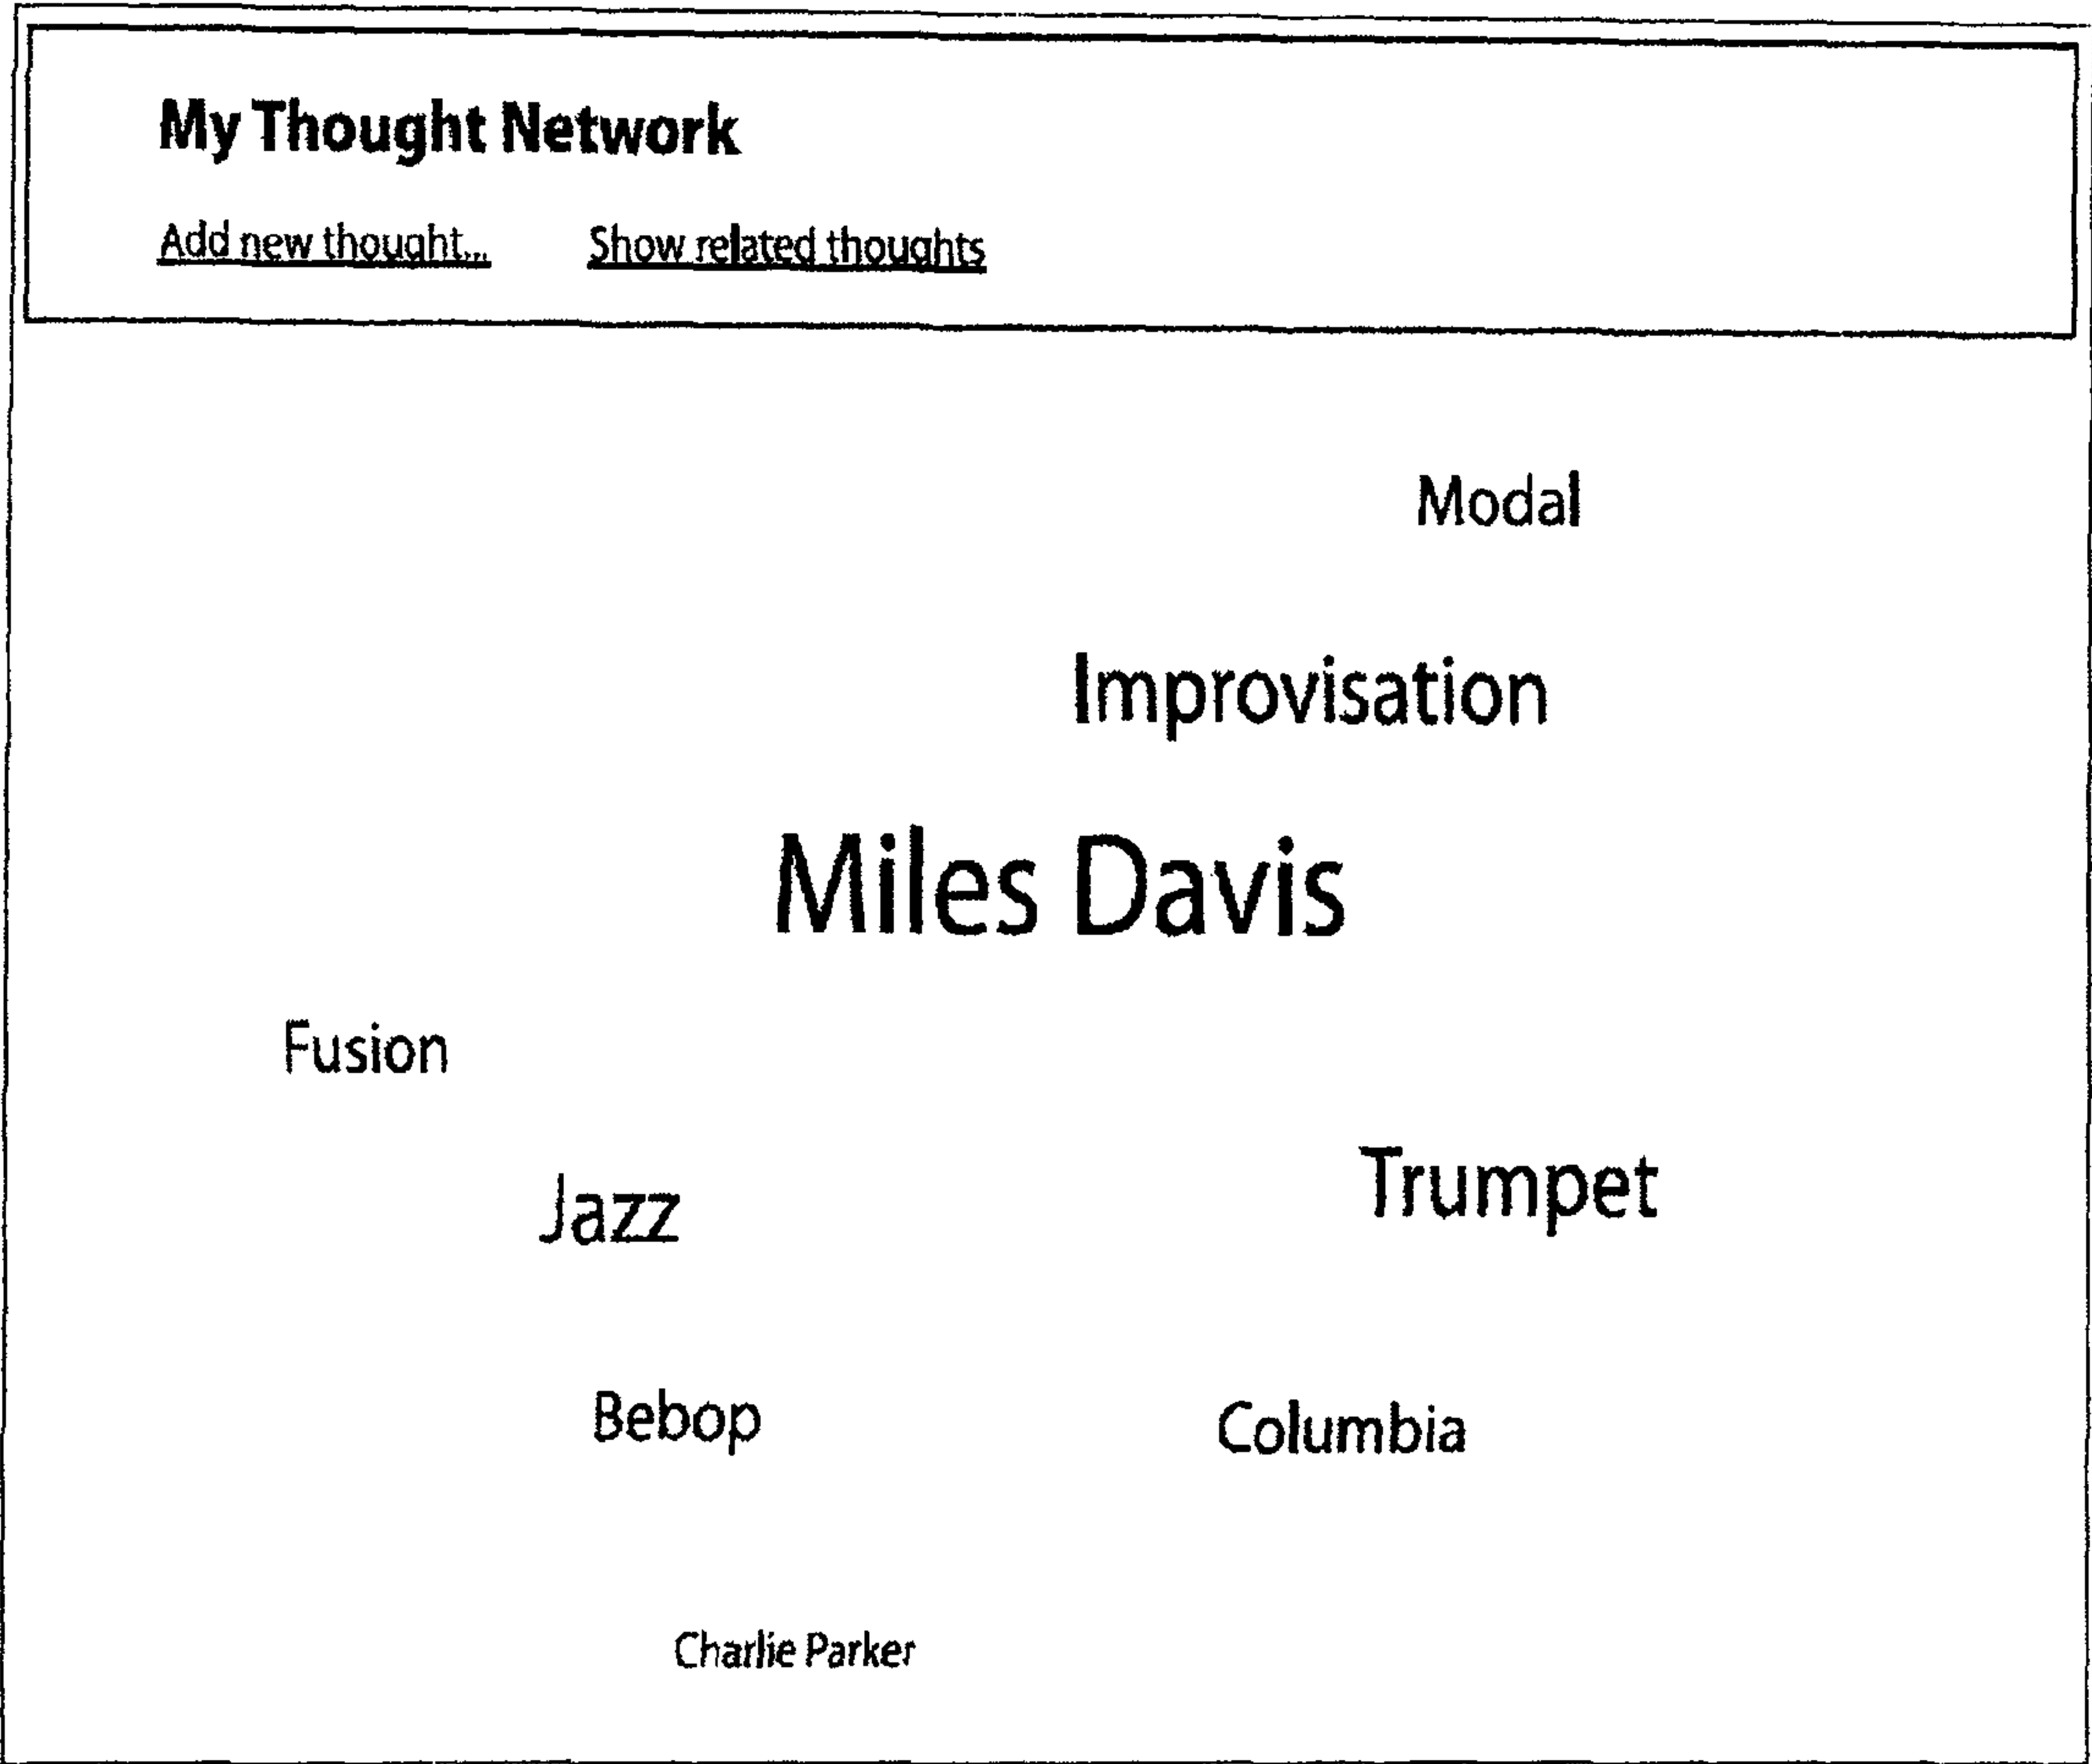 My Thought Network
Add new thought... Show related thoughts
Modal
Improvisation
Miles Davis
Fusion
Jazz
Trumpet
Bebop
Columbia
Charlie Parker